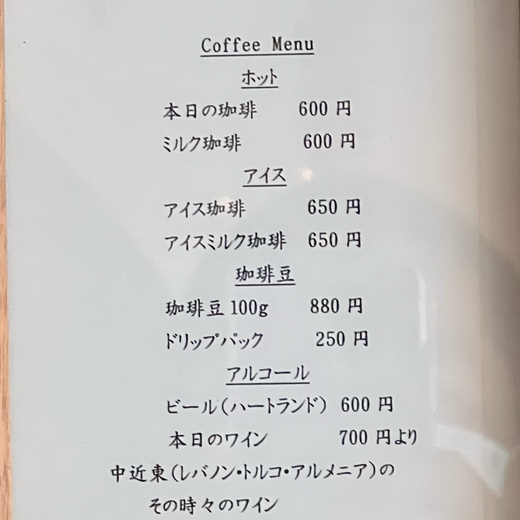 Coffee Menu
ホット
本日の珈琲 600 円
ミルク珈琲 600 円
アイス
アイス珈琲 650 円
アイスミルク珈琲 650 円
珈琲豆
珈琲豆100g 880 円
ドリップパック 250 円
アルコール
ビール(ハートランド) 600 円
本日のワイン 700 円より
中近東(レバノン・トルコ・アルメニア)の
その時々のワイン